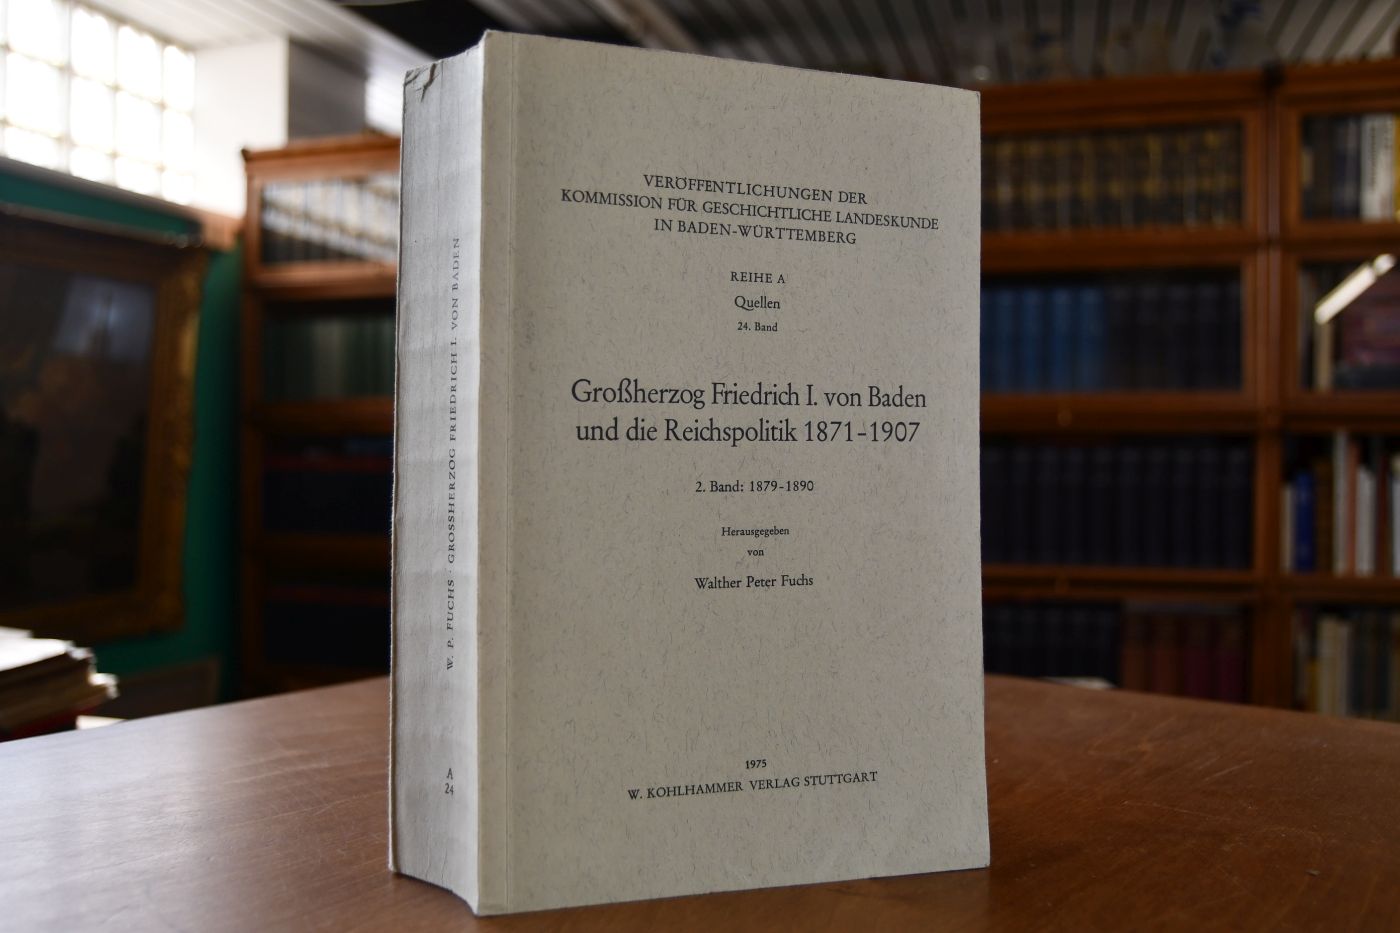 VERÖFFENTLICHUNGEN DER
KOMMISSION FÜR GESCHICHTLICHE LANDESKUNDE
IN BADEN-WÜRTTEMBERG
REIHE A
Quellen
24. Band
Großherzog Friedrich I. von Baden
und die Reichspolitik 1871–1907
2. Band: 1879–1890
Herausgegeben
von
Walther Peter Fuchs
1975
W. KOHLHAMMER VERLAG STUTTGART
W. P. FUCHS · GROSSHERZOG FRIEDRICH I. VON BADEN
A
24